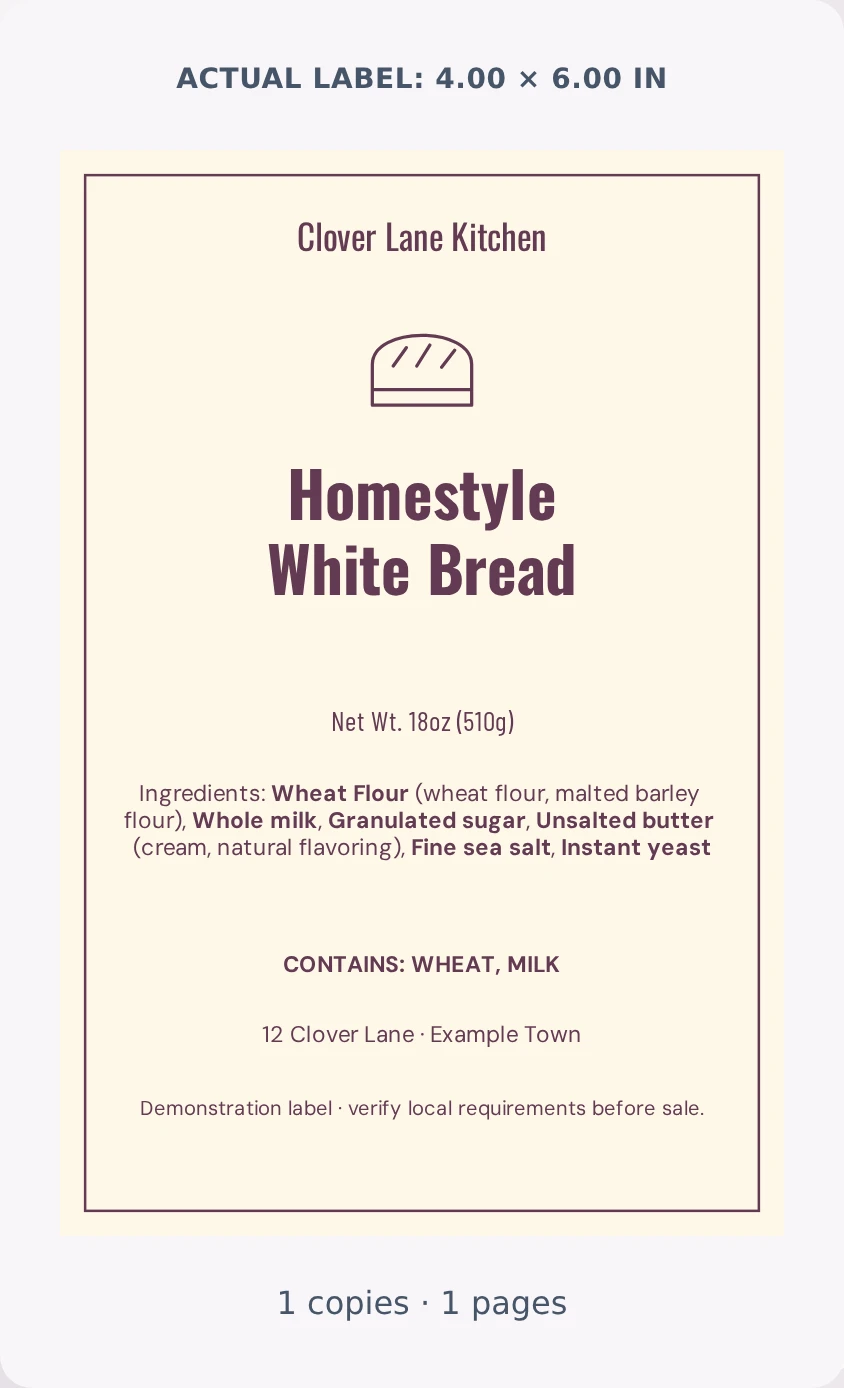 ACTUAL LABEL: 4.00 × 6.00 IN
Clover Lane Kitchen
Homestyle
White Bread
Net Wt. 18oz (510g)
Ingredients: Wheat Flour (wheat flour, malted barley
flour), Whole milk, Granulated sugar, Unsalted butter
(cream, natural flavoring), Fine sea salt, Instant yeast
CONTAINS: WHEAT, MILK
12 Clover Lane · Example Town
Demonstration label · verify local requirements before sale.
1 copies · 1 pages